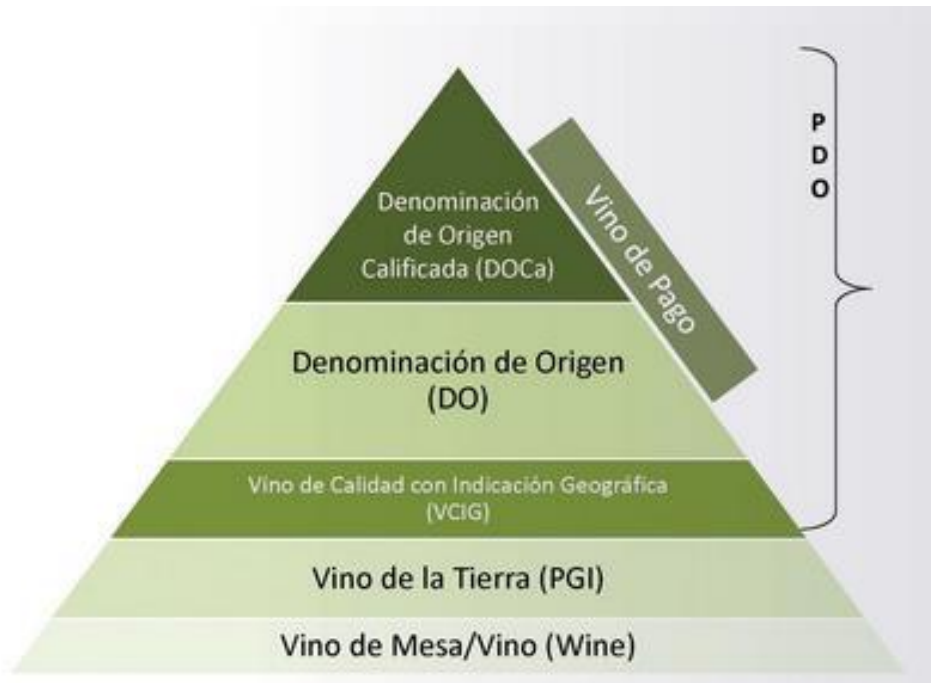 Denominación
de Origen
Calificada (DOCa)
Vino de Pago
P
D
O
Denominación de Origen
(DO)
Vino de Calidad con Indicación Geográfica
(VCIG)
Vino de la Tierra (PGI)
Vino de Mesa/Vino (Wine)